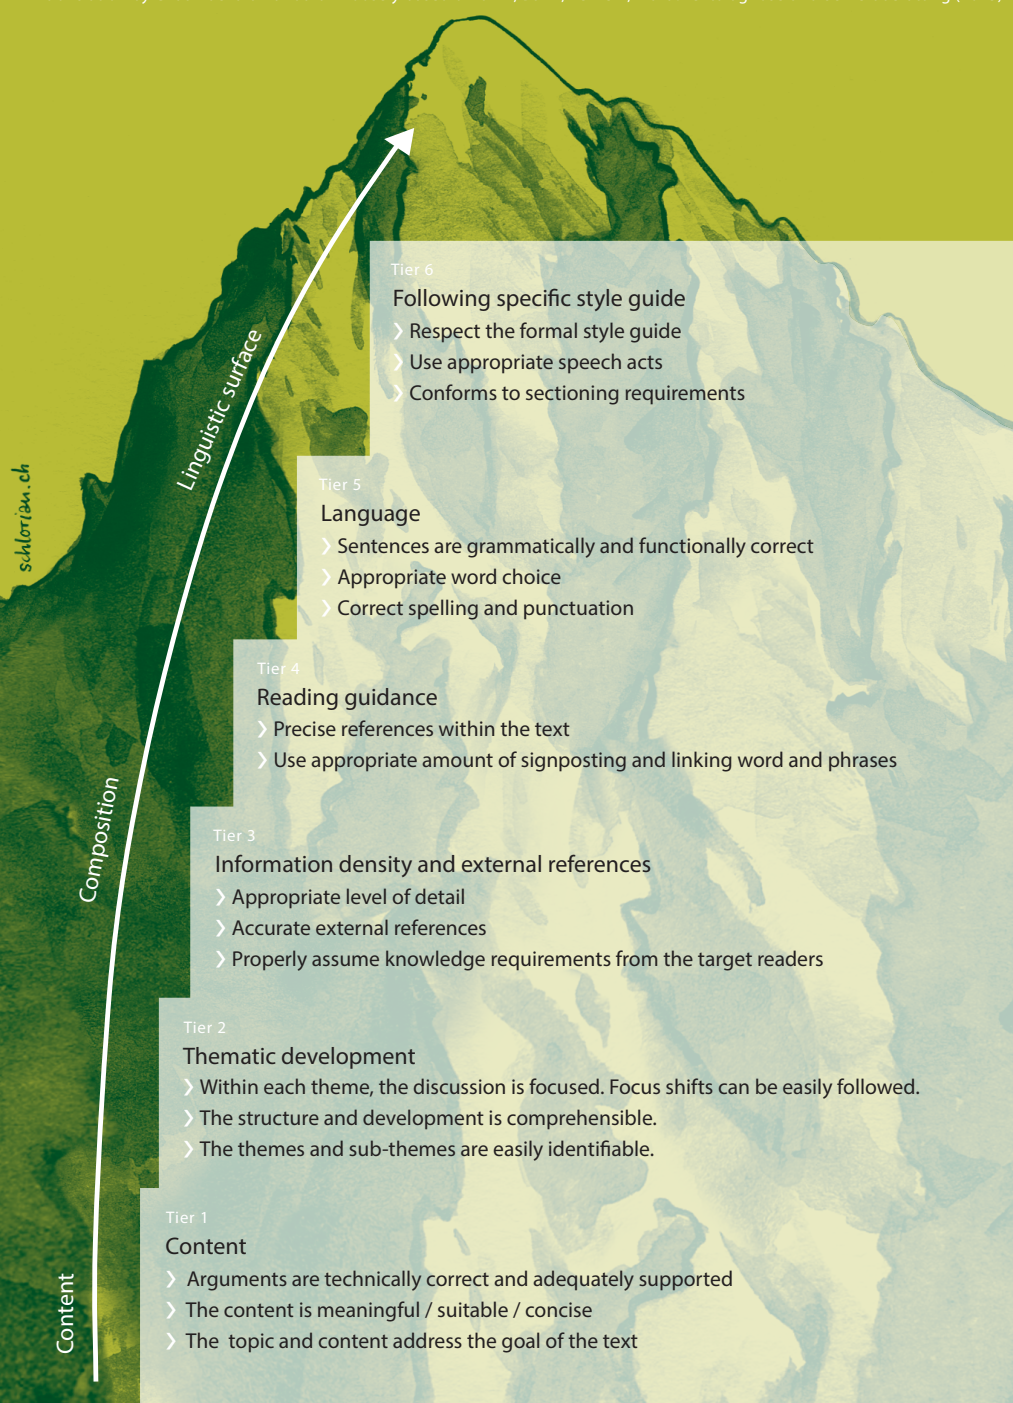 Tier 6
Following specific style guide
❯ Respect the formal style guide
❯ Use appropriate speech acts
❯ Conforms to sectioning requirements
Linguistic surface
schlorian.ch
Tier 5
Language
❯ Sentences are grammatically and functionally correct
❯ Appropriate word choice
❯ Correct spelling and punctuation
Tier 4
Reading guidance
❯ Precise references within the text
❯ Use appropriate amount of signposting and linking word and phrases
Composition
Tier 3
Information density and external references
❯ Appropriate level of detail
❯ Accurate external references
❯ Properly assume knowledge requirements from the target readers
Tier 2
Thematic development
❯ Within each theme, the discussion is focused. Focus shifts can be easily followed.
❯ The structure and development is comprehensible.
❯ The themes and sub-themes are easily identifiable.
Tier 1
Content
❯ Arguments are technically correct and adequately supported
❯ The content is meaningful / suitable / concise
❯ The topic and content address the goal of the text
Content